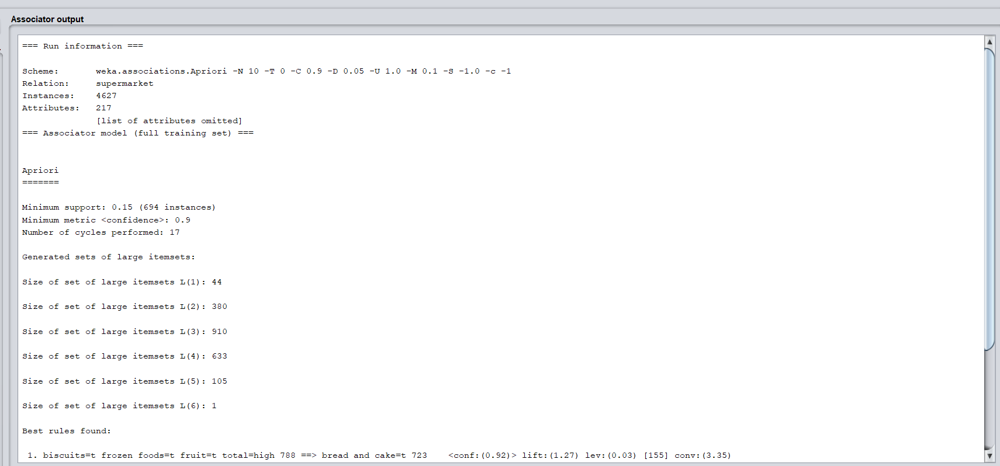 Associator output
=== Run information ===
Scheme:       weka.associations.Apriori -N 10 -T 0 -C 0.9 -D 0.05 -U 1.0 -M 0.1 -S -1.0 -c -1
Relation:     supermarket
Instances:    4627
Attributes:   217
              [list of attributes omitted]
=== Associator model (full training set) ===
Apriori
=======
Minimum support: 0.15 (694 instances)
Minimum metric <confidence>: 0.9
Number of cycles performed: 17
Generated sets of large itemsets:
Size of set of large itemsets L(1): 44
Size of set of large itemsets L(2): 380
Size of set of large itemsets L(3): 910
Size of set of large itemsets L(4): 633
Size of set of large itemsets L(5): 105
Size of set of large itemsets L(6): 1
Best rules found:
 1. biscuits=t frozen foods=t fruit=t total=high 788 ==> bread and cake=t 723    <conf:(0.92)> lift:(1.27) lev:(0.03) [155] conv:(3.35)